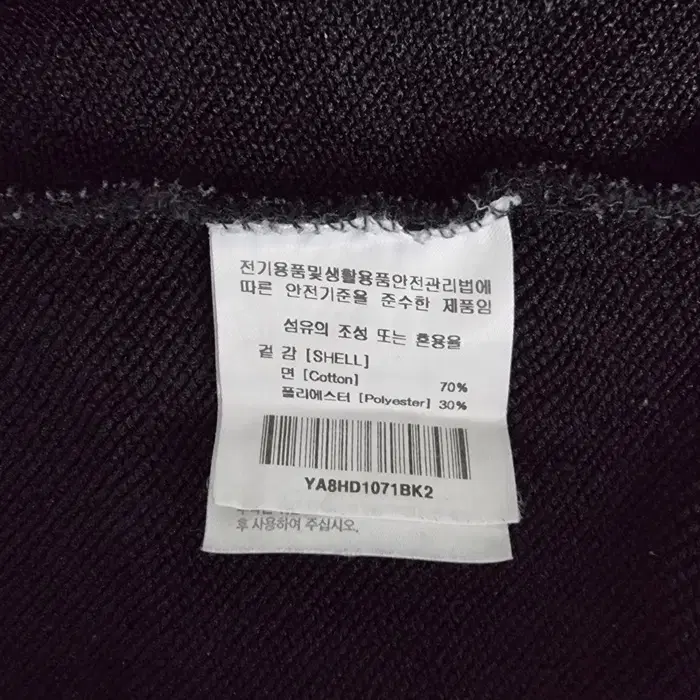 전기용품및생활용품안전관리법에
따른 안전기준을 준수한 제품임
섬유의 조성 또는 혼용율
겉 감 [SHELL]
면 [Cotton] 70%
폴리에스터 [Polyester] 30%
YA8HD1071BK2
후 사용하여 주십시오.